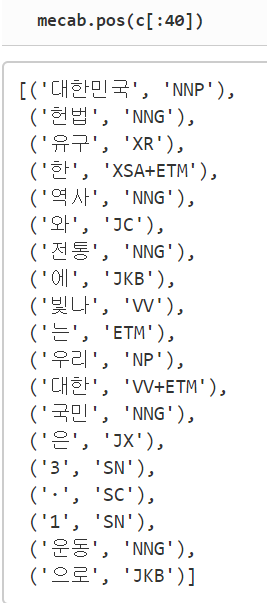 mecab.pos(c[:40])
[('대한민국', 'NNP'),
('헌법', 'NNG'),
('유구', 'XR'),
('한', 'XSA+ETM'),
('역사', 'NNG'),
('와', 'JC'),
('전통', 'NNG'),
('에', 'JKB'),
('빛나', 'VV'),
('는', 'ETM'),
('우리', 'NP'),
('대한', 'VV+ETM'),
('국민', 'NNG'),
('은', 'JX'),
('3', 'SN'),
('·', 'SC'),
('1', 'SN'),
('운동', 'NNG'),
('으로', 'JKB')]